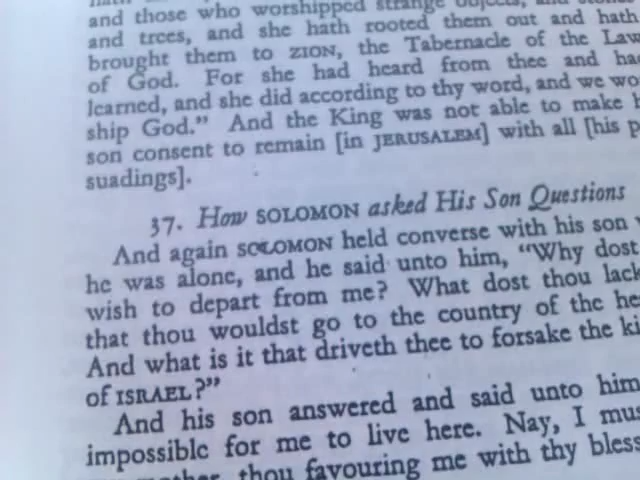 and those who worshipped strange objects, and stones
and trees, and she hath rooted them out and hath
brought them to ZION, the Tabernacle of the Law
of God. For she had heard from thee and had
learned, and she did according to thy word, and we wo
ship God." And the King was not able to make h
son consent to remain [in JERUSALEM] with all [his p
suadings].
37. How SOLOMON asked His Son Questions
And again SOLOMON held converse with his son
he was alone, and he said unto him, "Why dost
wish to depart from me? What dost thou lack
that thou wouldst go to the country of the he
And what is it that driveth thee to forsake the ki
of ISRAEL?"
And his son answered and said unto him
impossible for me to live here. Nay, I mu
mother, thou favouring me with thy bless